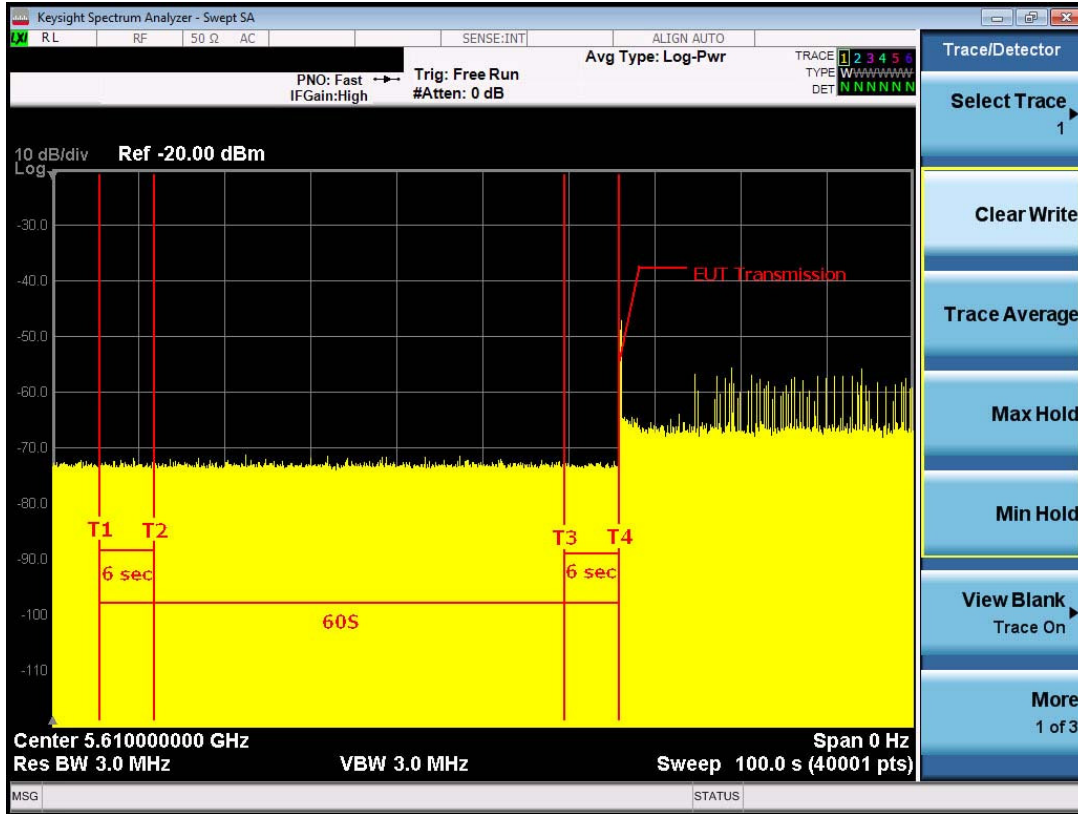 Keysight Spectrum Analyzer - Swept SA
LXI RL RF 50 Ω AC SENSE:INT ALIGN AUTO
Avg Type: Log-Pwr
PNO: Fast
IFGain:High
Trig: Free Run
#Atten: 0 dB
TRACE 1 2 3 4 5 6
TYPE WWWWWW
DET N N N N N N
10 dB/div Ref -20.00 dBm
Log
-30.0
-40.0
-50.0
-60.0
-70.0
-80.0
-90.0
-100
-110
EUT Transmission
T1 T2 T3 T4
6 sec 6 sec
60S
Center 5.610000000 GHz Span 0 Hz
Res BW 3.0 MHz VBW 3.0 MHz Sweep 100.0 s (40001 pts)
MSG STATUS
Trace/Detector
Select Trace
1
Clear Write
Trace Average
Max Hold
Min Hold
View Blank
Trace On
More
1 of 3